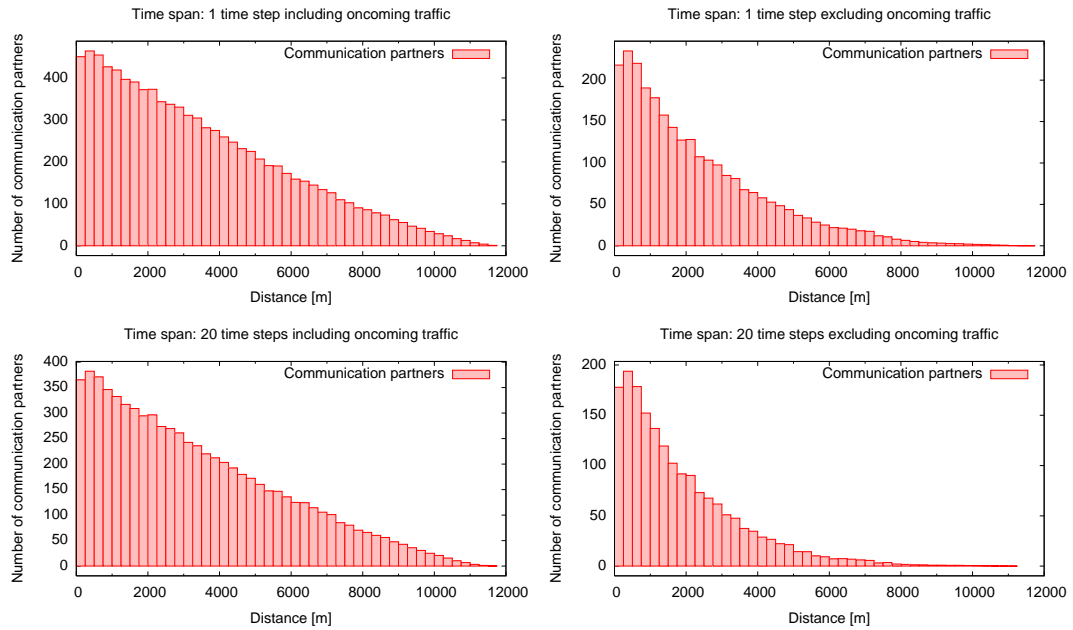 Time span: 1 time step including oncoming traffic
Number of communication partners
400
300
200
100
0
Communication partners
0 2000 4000 6000 8000 10000 12000
Distance [m]
Time span: 1 time step excluding oncoming traffic
Number of communication partners
200
150
100
50
0
Communication partners
0 2000 4000 6000 8000 10000 12000
Distance [m]
Time span: 20 time steps including oncoming traffic
Number of communication partners
400
350
300
250
200
150
100
50
0
Communication partners
0 2000 4000 6000 8000 10000 12000
Distance [m]
Time span: 20 time steps excluding oncoming traffic
Number of communication partners
200
150
100
50
0
Communication partners
0 2000 4000 6000 8000 10000 12000
Distance [m]